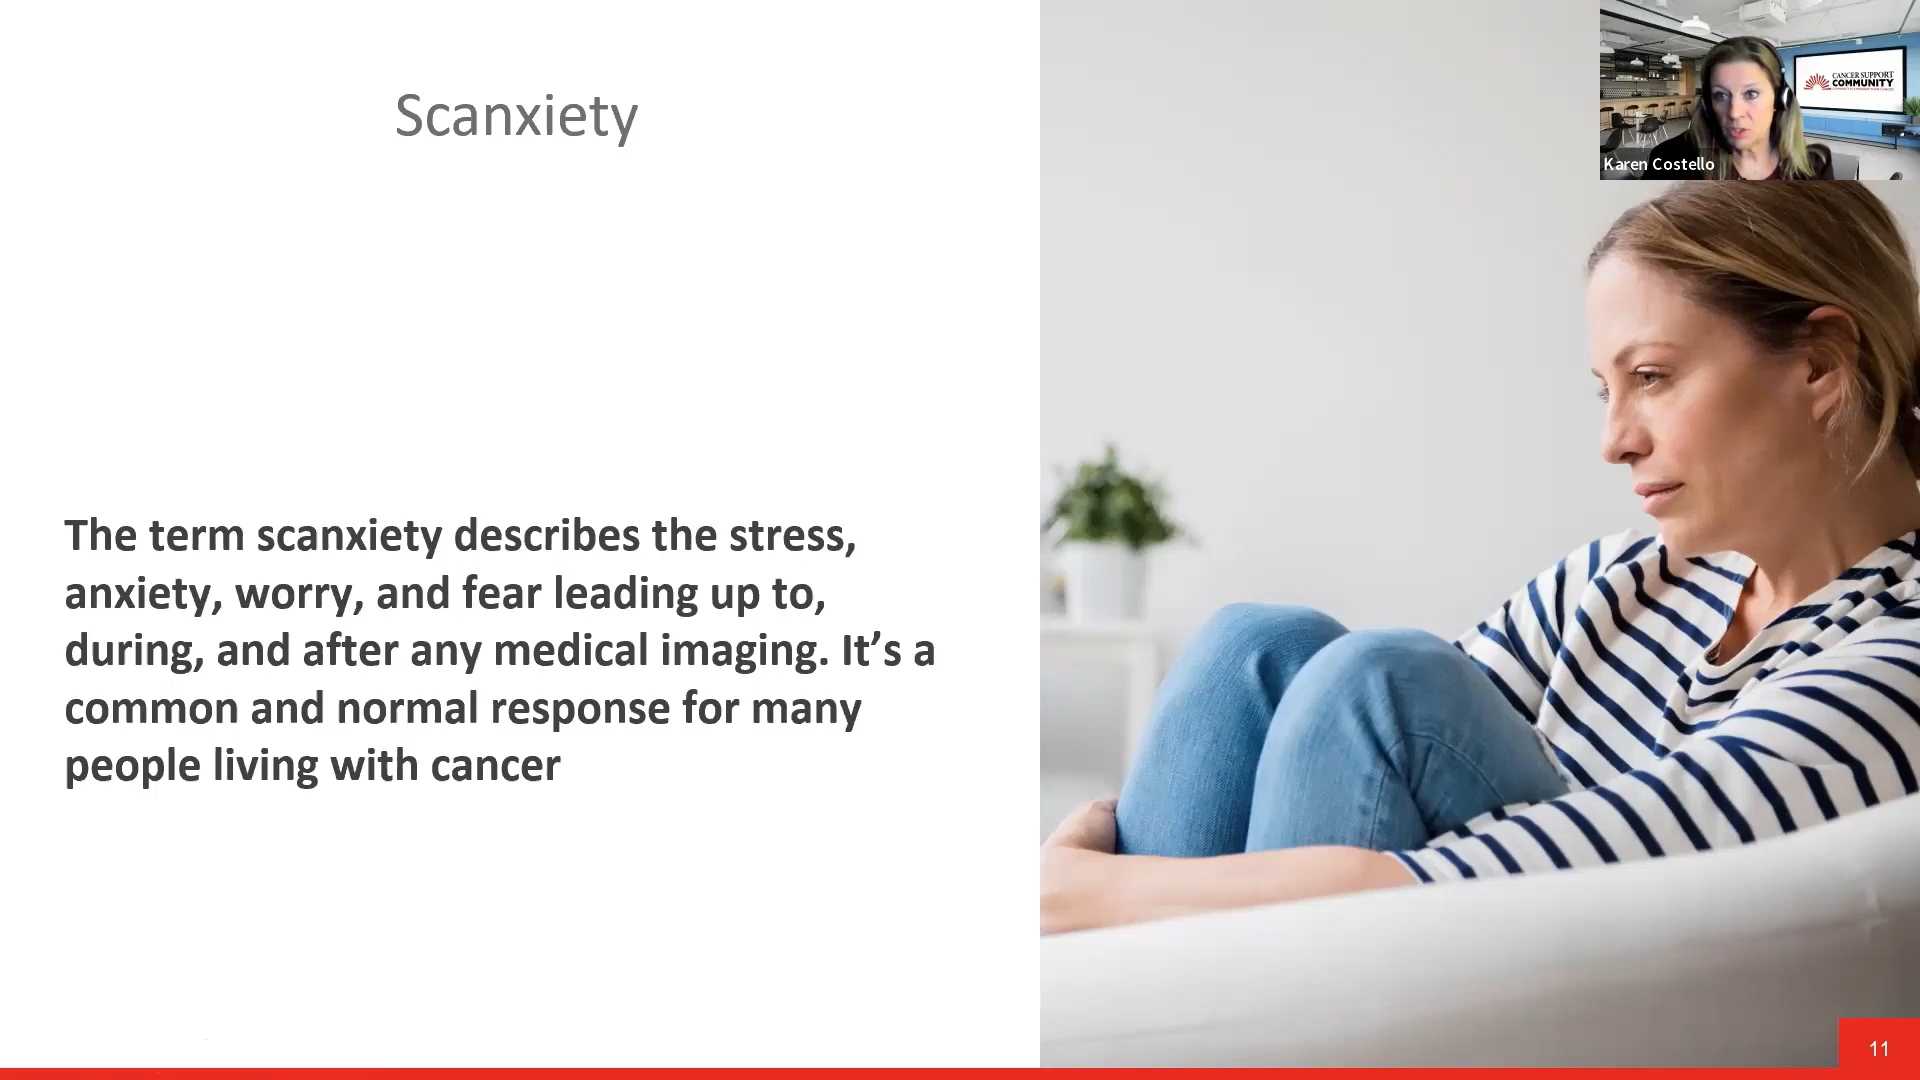 Scanxiety
CANCER SUPPORT
COMMUNITY
Karen Costello
The term scanxiety describes the stress,
anxiety, worry, and fear leading up to,
during, and after any medical imaging. It’s a
common and normal response for many
people living with cancer
11